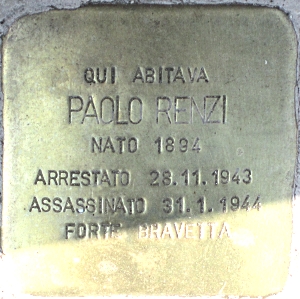 QUI ABITAVA
PAOLO RENZI
NATO 1894
ARRESTATO 28.11.1943
ASSASSINATO 31.1.1944
FORTE BRAVETTA